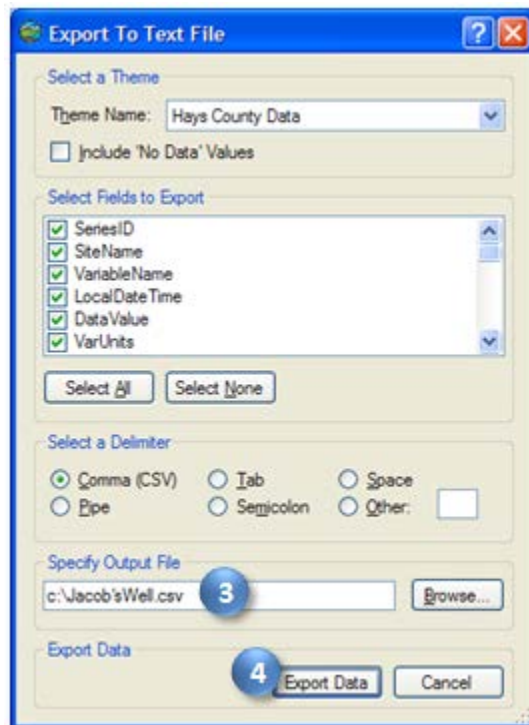 Export To Text File
Select a Theme
Theme Name: Hays County Data
Include 'No Data' Values
Select Fields to Export
SeriesID
SiteName
VariableName
LocalDateTime
DataValue
VarUnits
Select All Select None
Select a Delimiter
Comma (CSV) Tab Space
Pipe Semicolon Other:
Specify Output File
c:\Jacob'sWell.csv 3 Browse...
Export Data
4 Export Data Cancel